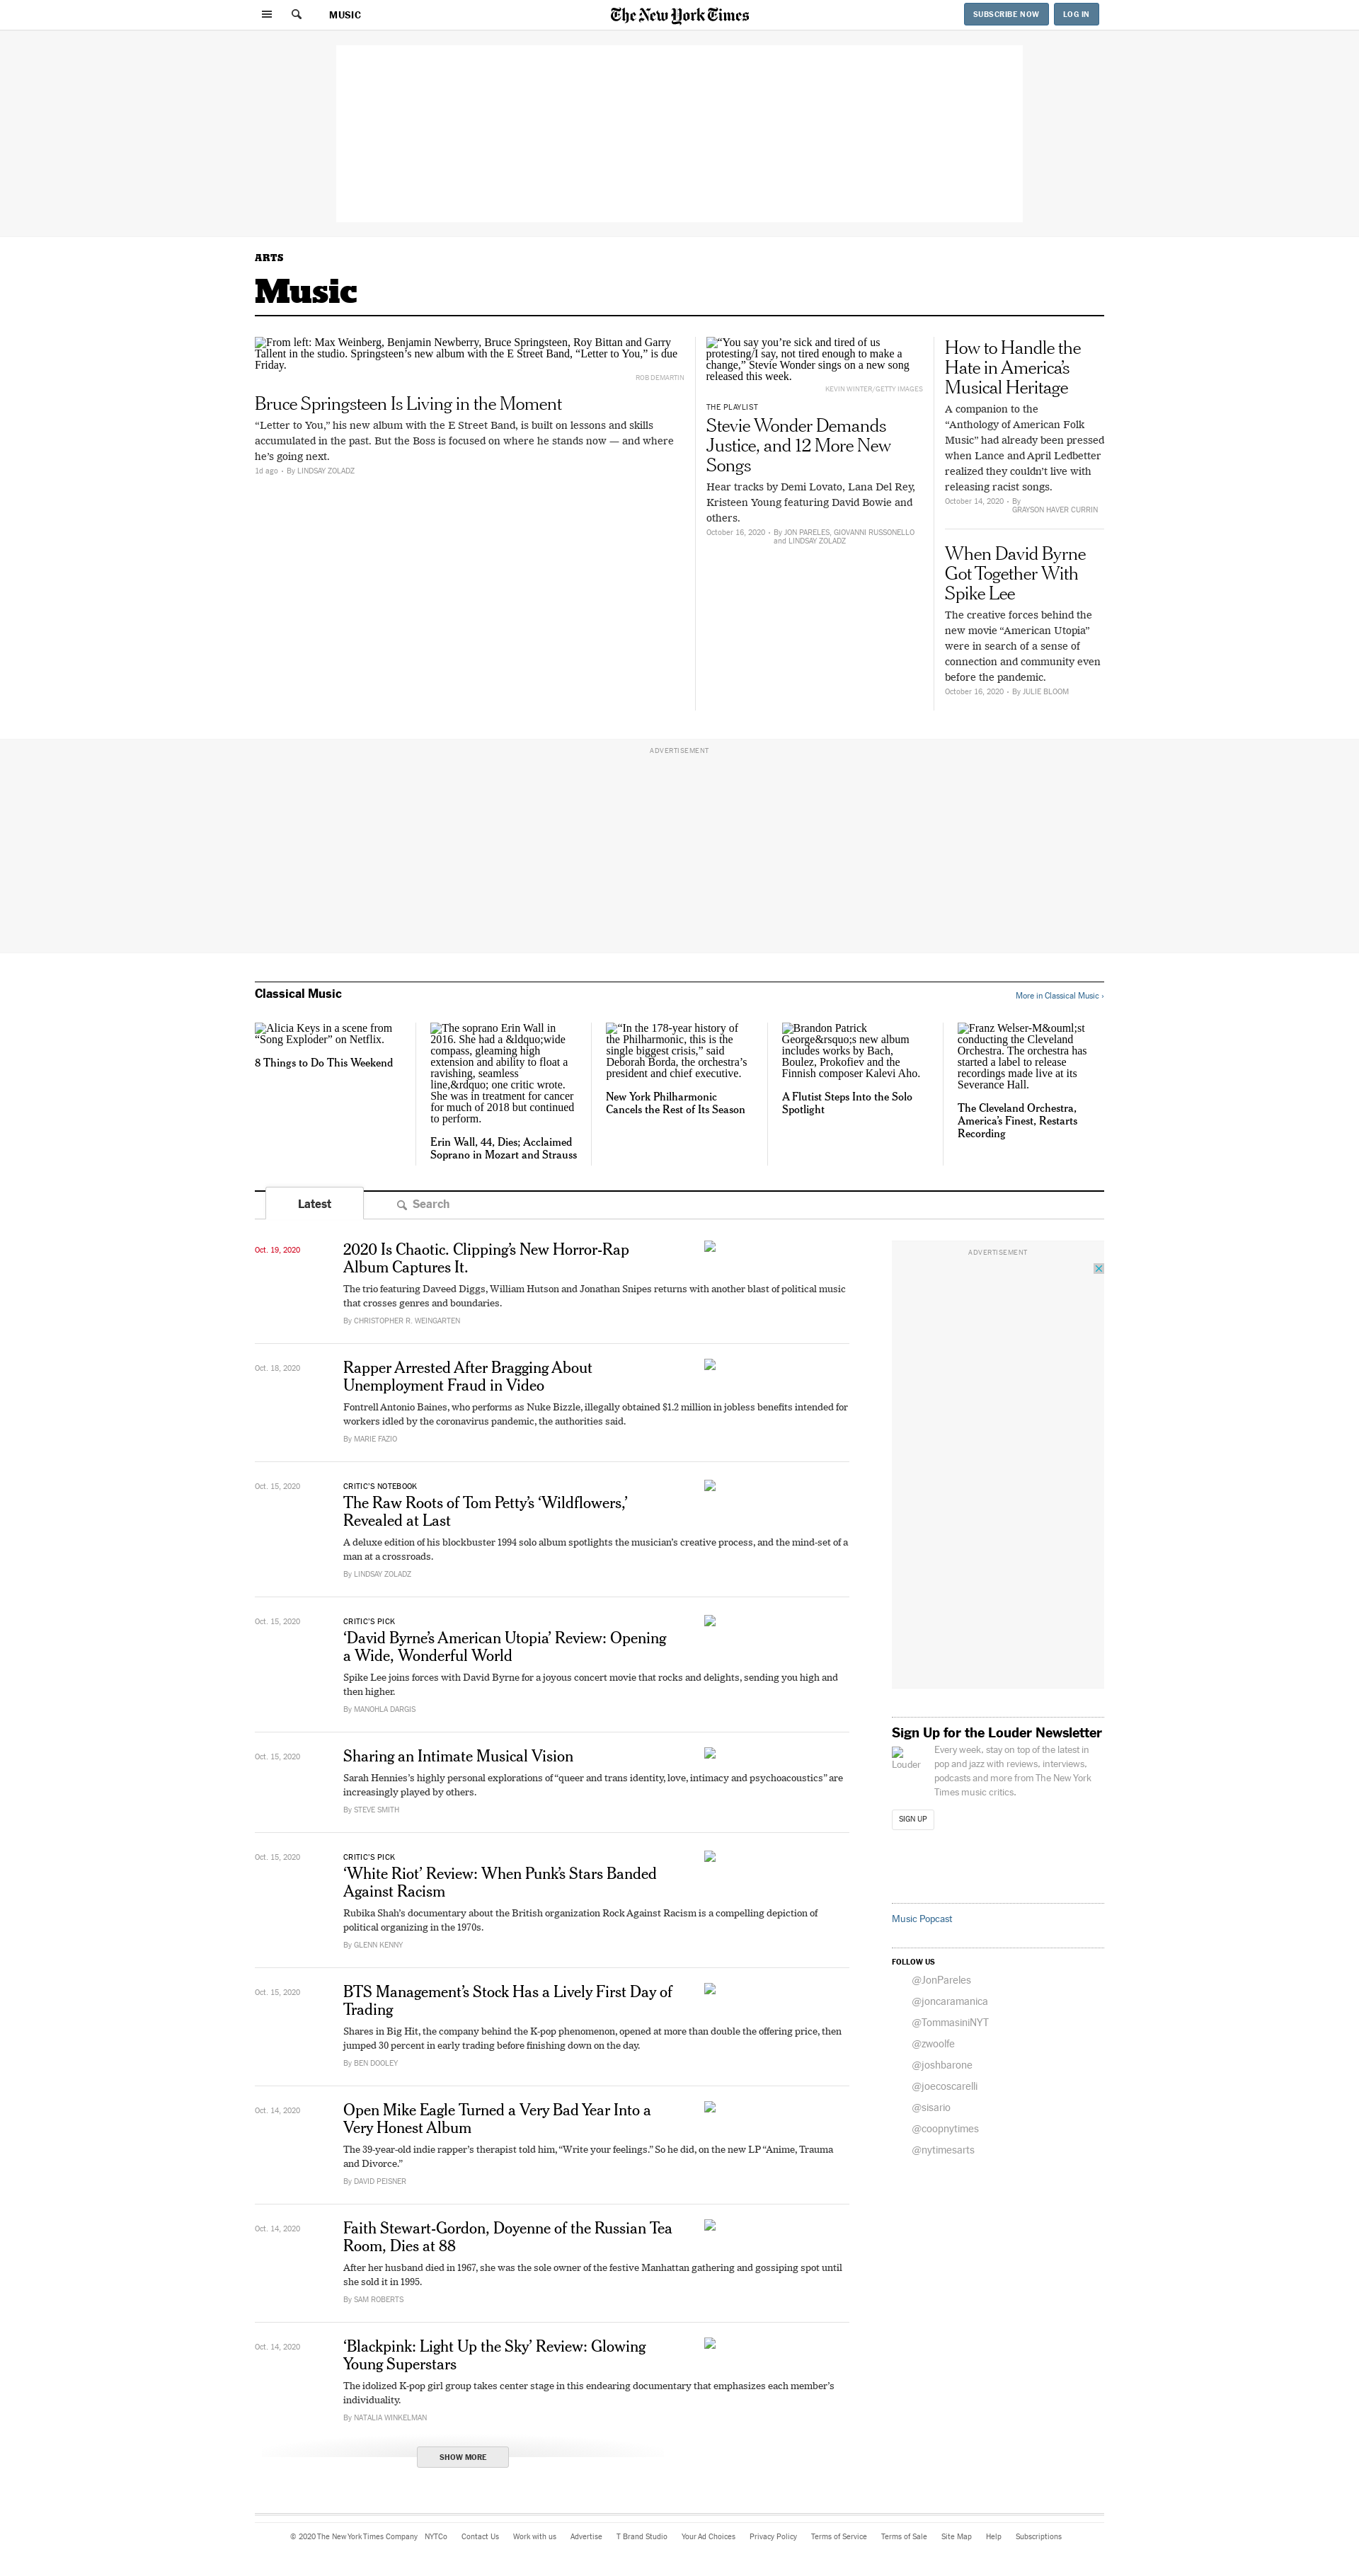 MUSIC
The New York Times
SUBSCRIBE NOW
LOG IN
ARTS
Music
From left: Max Weinberg, Benjamin Newberry, Bruce Springsteen, Roy Bittan and Garry
Tallent in the studio. Springsteen’s new album with the E Street Band, “Letter to You,” is due
Friday.
ROB DEMARTIN
Bruce Springsteen Is Living in the Moment
“Letter to You,” his new album with the E Street Band, is built on lessons and skills
accumulated in the past. But the Boss is focused on where he stands now — and where
he’s going next.
1d ago • By LINDSAY ZOLADZ
“You say you’re sick and tired of us
protesting/I say, not tired enough to make a
change,” Stevie Wonder sings on a new song
released this week.
KEVIN WINTER/GETTY IMAGES
THE PLAYLIST
Stevie Wonder Demands
Justice, and 12 More New
Songs
Hear tracks by Demi Lovato, Lana Del Rey,
Kristeen Young featuring David Bowie and
others.
October 16, 2020 • By JON PARELES, GIOVANNI RUSSONELLO
and LINDSAY ZOLADZ
How to Handle the
Hate in America’s
Musical Heritage
A companion to the
“Anthology of American Folk
Music” had already been pressed
when Lance and April Ledbetter
realized they couldn’t live with
releasing racist songs.
October 14, 2020 • By
GRAYSON HAVER CURRIN
When David Byrne
Got Together With
Spike Lee
The creative forces behind the
new movie “American Utopia”
were in search of a sense of
connection and community even
before the pandemic.
October 16, 2020 • By JULIE BLOOM
ADVERTISEMENT
Classical Music
More in Classical Music ›
Alicia Keys in a scene from
“Song Exploder” on Netflix.
8 Things to Do This Weekend
The soprano Erin Wall in
2016. She had a &ldquo;wide
compass, gleaming high
extension and ability to float a
ravishing, seamless
line,&rdquo; one critic wrote.
She was in treatment for cancer
for much of 2018 but continued
to perform.
Erin Wall, 44, Dies; Acclaimed
Soprano in Mozart and Strauss
“In the 178-year history of
the Philharmonic, this is the
single biggest crisis,” said
Deborah Borda, the orchestra’s
president and chief executive.
New York Philharmonic
Cancels the Rest of Its Season
Brandon Patrick
George&rsquo;s new album
includes works by Bach,
Boulez, Prokofiev and the
Finnish composer Kalevi Aho.
A Flutist Steps Into the Solo
Spotlight
Franz Welser-M&ouml;st
conducting the Cleveland
Orchestra. The orchestra has
started a label to release
recordings made live at its
Severance Hall.
The Cleveland Orchestra,
America’s Finest, Restarts
Recording
Latest
Search
Oct. 19, 2020
2020 Is Chaotic. Clipping’s New Horror-Rap
Album Captures It.
The trio featuring Daveed Diggs, William Hutson and Jonathan Snipes returns with another blast of political music
that crosses genres and boundaries.
By CHRISTOPHER R. WEINGARTEN
Oct. 18, 2020
Rapper Arrested After Bragging About
Unemployment Fraud in Video
Fontrell Antonio Baines, who performs as Nuke Bizzle, illegally obtained $1.2 million in jobless benefits intended for
workers idled by the coronavirus pandemic, the authorities said.
By MARIE FAZIO
Oct. 15, 2020
CRITIC’S NOTEBOOK
The Raw Roots of Tom Petty’s ‘Wildflowers,’
Revealed at Last
A deluxe edition of his blockbuster 1994 solo album spotlights the musician’s creative process, and the mind-set of a
man at a crossroads.
By LINDSAY ZOLADZ
Oct. 15, 2020
CRITIC’S PICK
‘David Byrne’s American Utopia’ Review: Opening
a Wide, Wonderful World
Spike Lee joins forces with David Byrne for a joyous concert movie that rocks and delights, sending you high and
then higher.
By MANOHLA DARGIS
Oct. 15, 2020
Sharing an Intimate Musical Vision
Sarah Hennies’s highly personal explorations of “queer and trans identity, love, intimacy and psychoacoustics” are
increasingly played by others.
By STEVE SMITH
Oct. 15, 2020
CRITIC’S PICK
‘White Riot’ Review: When Punk’s Stars Banded
Against Racism
Rubika Shah’s documentary about the British organization Rock Against Racism is a compelling depiction of
political organizing in the 1970s.
By GLENN KENNY
Oct. 15, 2020
BTS Management’s Stock Has a Lively First Day of
Trading
Shares in Big Hit, the company behind the K-pop phenomenon, opened at more than double the offering price, then
jumped 30 percent in early trading before finishing down on the day.
By BEN DOOLEY
Oct. 14, 2020
Open Mike Eagle Turned a Very Bad Year Into a
Very Honest Album
The 39-year-old indie rapper’s therapist told him, “Write your feelings.” So he did, on the new LP “Anime, Trauma
and Divorce.”
By DAVID PEISNER
Oct. 14, 2020
Faith Stewart-Gordon, Doyenne of the Russian Tea
Room, Dies at 88
After her husband died in 1967, she was the sole owner of the festive Manhattan gathering and gossiping spot until
she sold it in 1995.
By SAM ROBERTS
Oct. 14, 2020
‘Blackpink: Light Up the Sky’ Review: Glowing
Young Superstars
The idolized K-pop girl group takes center stage in this endearing documentary that emphasizes each member’s
individuality.
By NATALIA WINKELMAN
SHOW MORE
ADVERTISEMENT
Sign Up for the Louder Newsletter
Louder
Every week, stay on top of the latest in
pop and jazz with reviews, interviews,
podcasts and more from The New York
Times music critics.
SIGN UP
Music Popcast
FOLLOW US
@JonPareles
@joncaramanica
@TommasiniNYT
@zwoolfe
@joshbarone
@joecoscarelli
@sisario
@coopnytimes
@nytimesarts
© 2020 The New York Times Company NYTCo Contact Us Work with us Advertise T Brand Studio Your Ad Choices Privacy Policy Terms of Service Terms of Sale Site Map Help Subscriptions